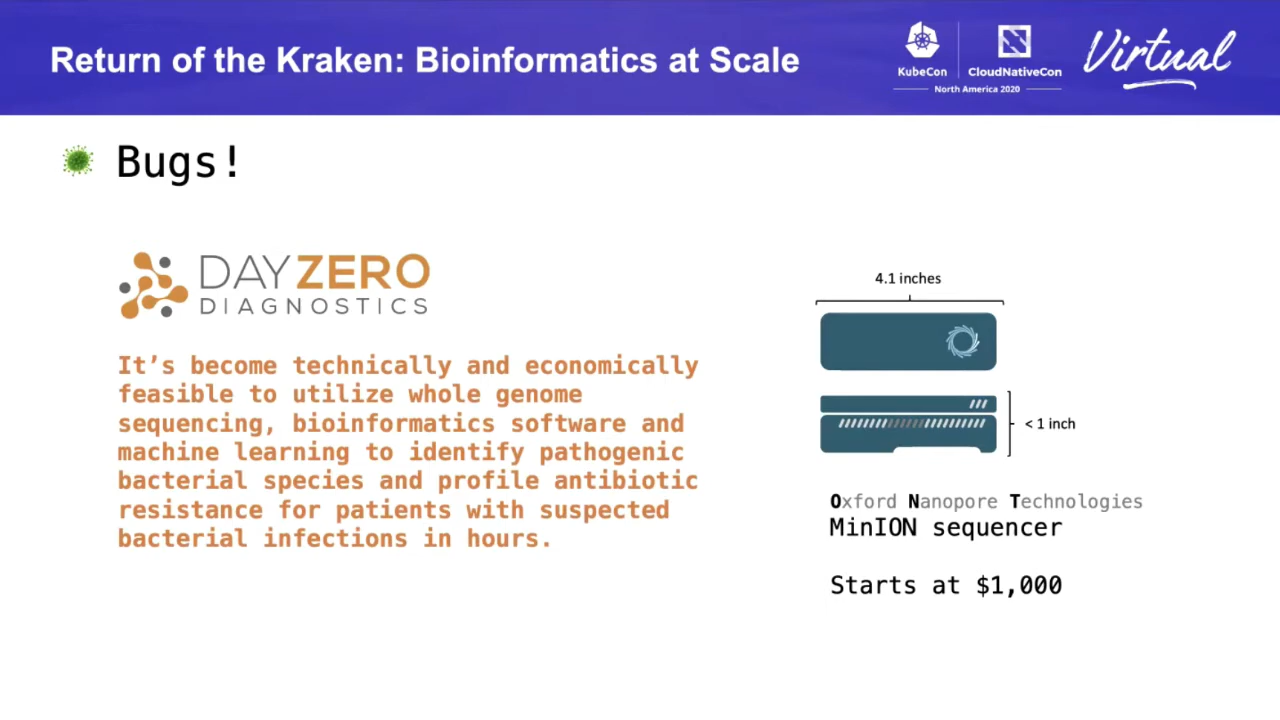 Return of the Kraken: Bioinformatics at Scale
KubeCon
CloudNativeCon
North America 2020
Virtual
Bugs!
DAYZERO
DIAGNOSTICS
It’s become technically and economically
feasible to utilize whole genome
sequencing, bioinformatics software and
machine learning to identify pathogenic
bacterial species and profile antibiotic
resistance for patients with suspected
bacterial infections in hours.
4.1 inches
< 1 inch
Oxford Nanopore Technologies
MinION sequencer
Starts at $1,000